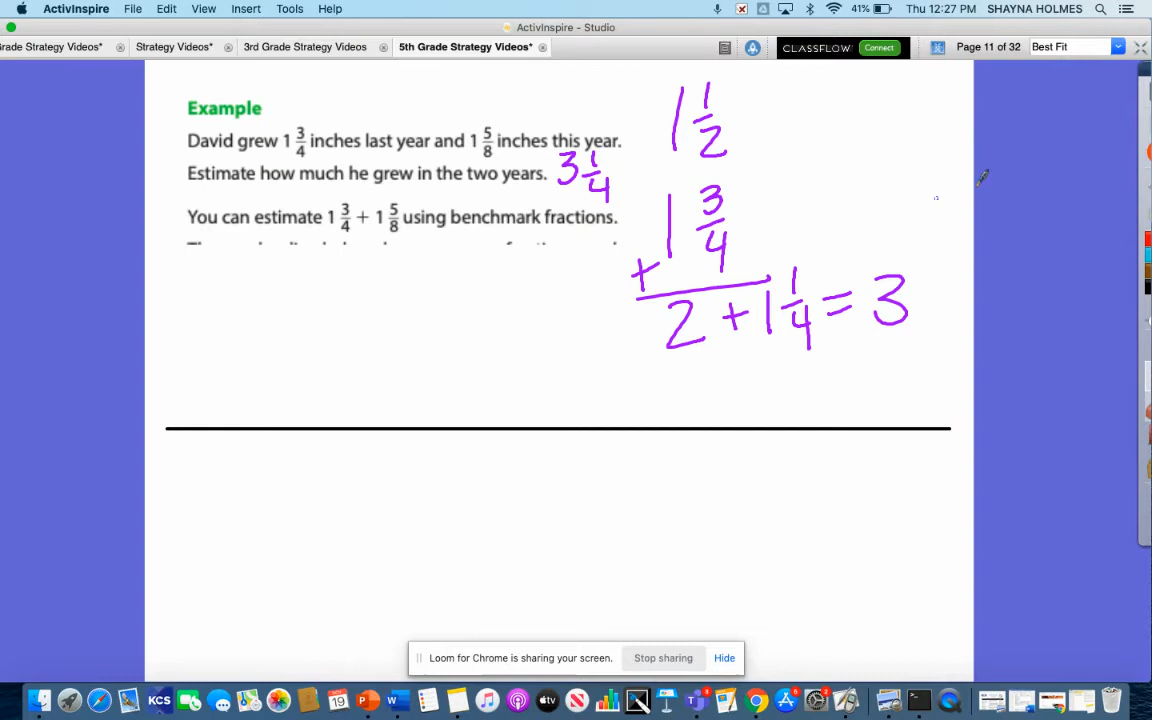 ActivInspire File Edit View Insert Tools Help 41% Thu 12:27 PM SHAYNA HOLMES
ActivInspire - Studio
Grade Strategy Videos* Strategy Videos* 3rd Grade Strategy Videos 5th Grade Strategy Videos* CLASSFLOW Connect Page 11 of 32 Best Fit
Example
David grew 1 3/4 inches last year and 1 5/8 inches this year.
Estimate how much he grew in the two years. 3 1/4
You can estimate 1 3/4 + 1 5/8 using benchmark fractions.
1 1/2
+ 1 3/4
2 + 1 1/4 = 3
Loom for Chrome is sharing your screen. Stop sharing Hide
KCS
tv
19